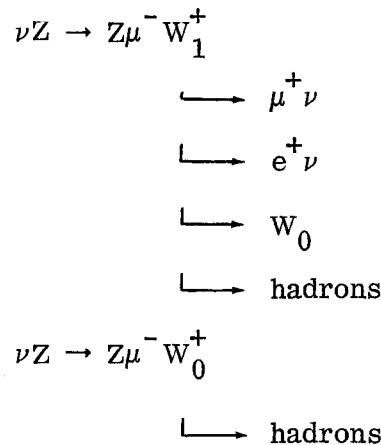 νZ → Zμ⁻ W₁⁺
μ⁺ν
e⁺ν
W₀
hadrons
νZ → Zμ⁻ W₀⁺
hadrons